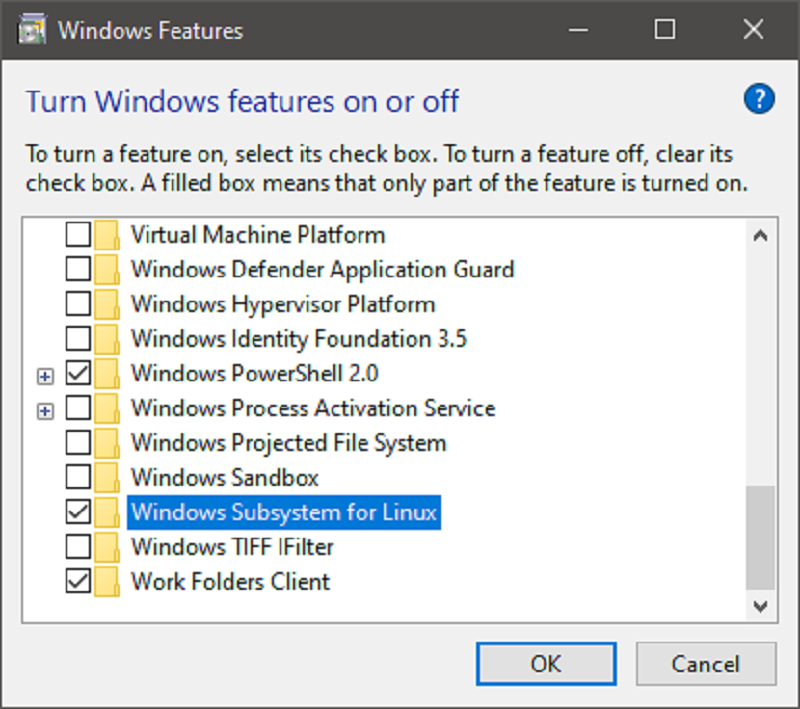 Windows Features
Turn Windows features on or off
?
To turn a feature on, select its check box. To turn a feature off, clear its
check box. A filled box means that only part of the feature is turned on.
Virtual Machine Platform
Windows Defender Application Guard
Windows Hypervisor Platform
Windows Identity Foundation 3.5
Windows PowerShell 2.0
Windows Process Activation Service
Windows Projected File System
Windows Sandbox
Windows Subsystem for Linux
Windows TIFF IFilter
Work Folders Client
OK
Cancel